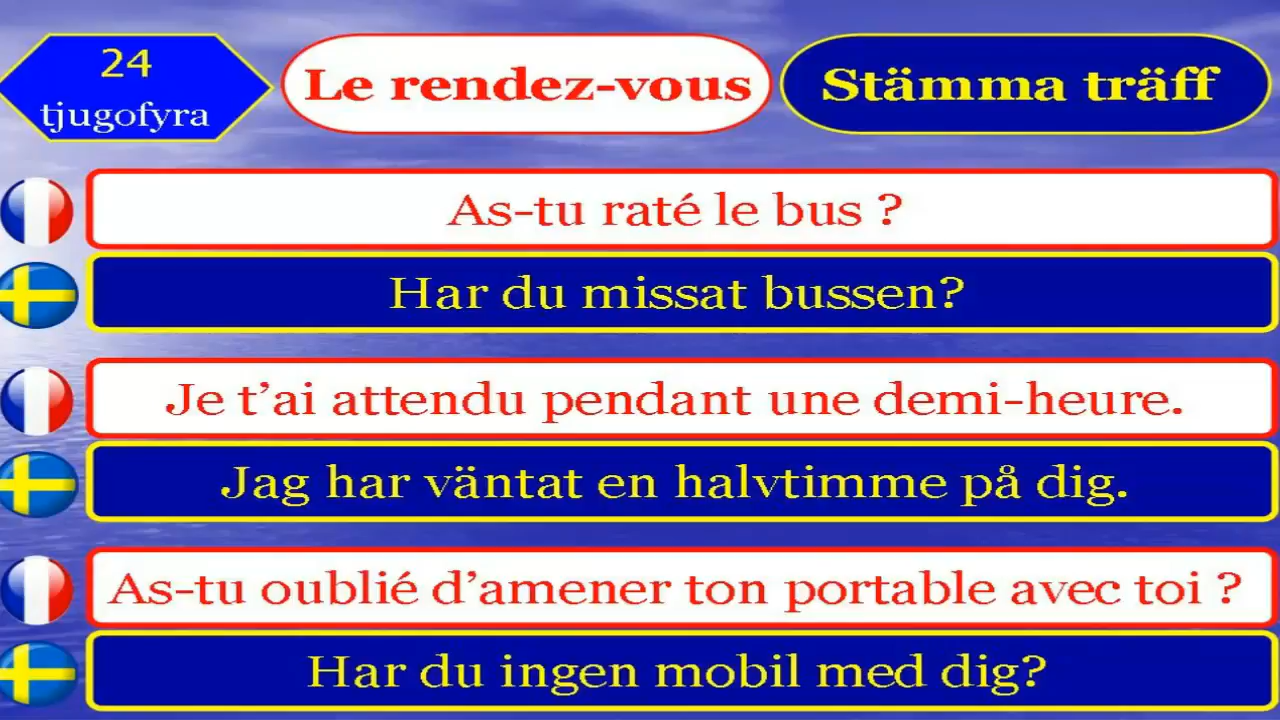 24
tjugofyra
Le rendez-vous
Stämma träff
As-tu raté le bus ?
Har du missat bussen?
Je t’ai attendu pendant une demi-heure.
Jag har väntat en halvtimme på dig.
As-tu oublié d’amener ton portable avec toi ?
Har du ingen mobil med dig?